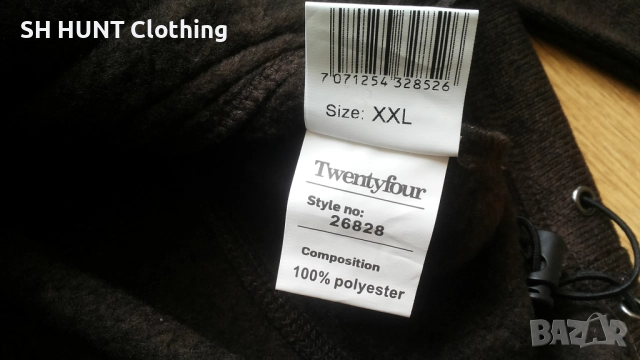 SH HUNT Clothing
7 071254 328526
Size: XXL
Twentyfour
Style no:
26828
Composition
100% polyester
BAZAR